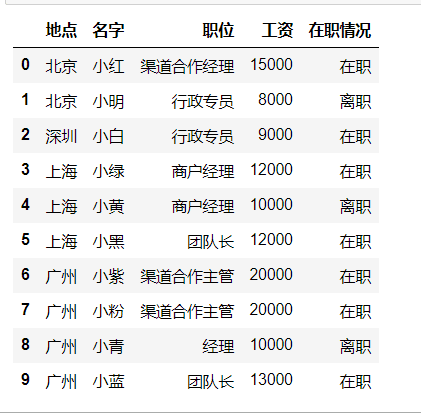 地点 名字 职位 工资 在职情况
0 北京 小红 渠道合作经理 15000 在职
1 北京 小明 行政专员 8000 离职
2 深圳 小白 行政专员 9000 在职
3 上海 小绿 商户经理 12000 在职
4 上海 小黄 商户经理 10000 离职
5 上海 小黑 团队长 12000 在职
6 广州 小紫 渠道合作主管 20000 在职
7 广州 小粉 渠道合作主管 20000 在职
8 广州 小青 经理 10000 离职
9 广州 小蓝 团队长 13000 在职